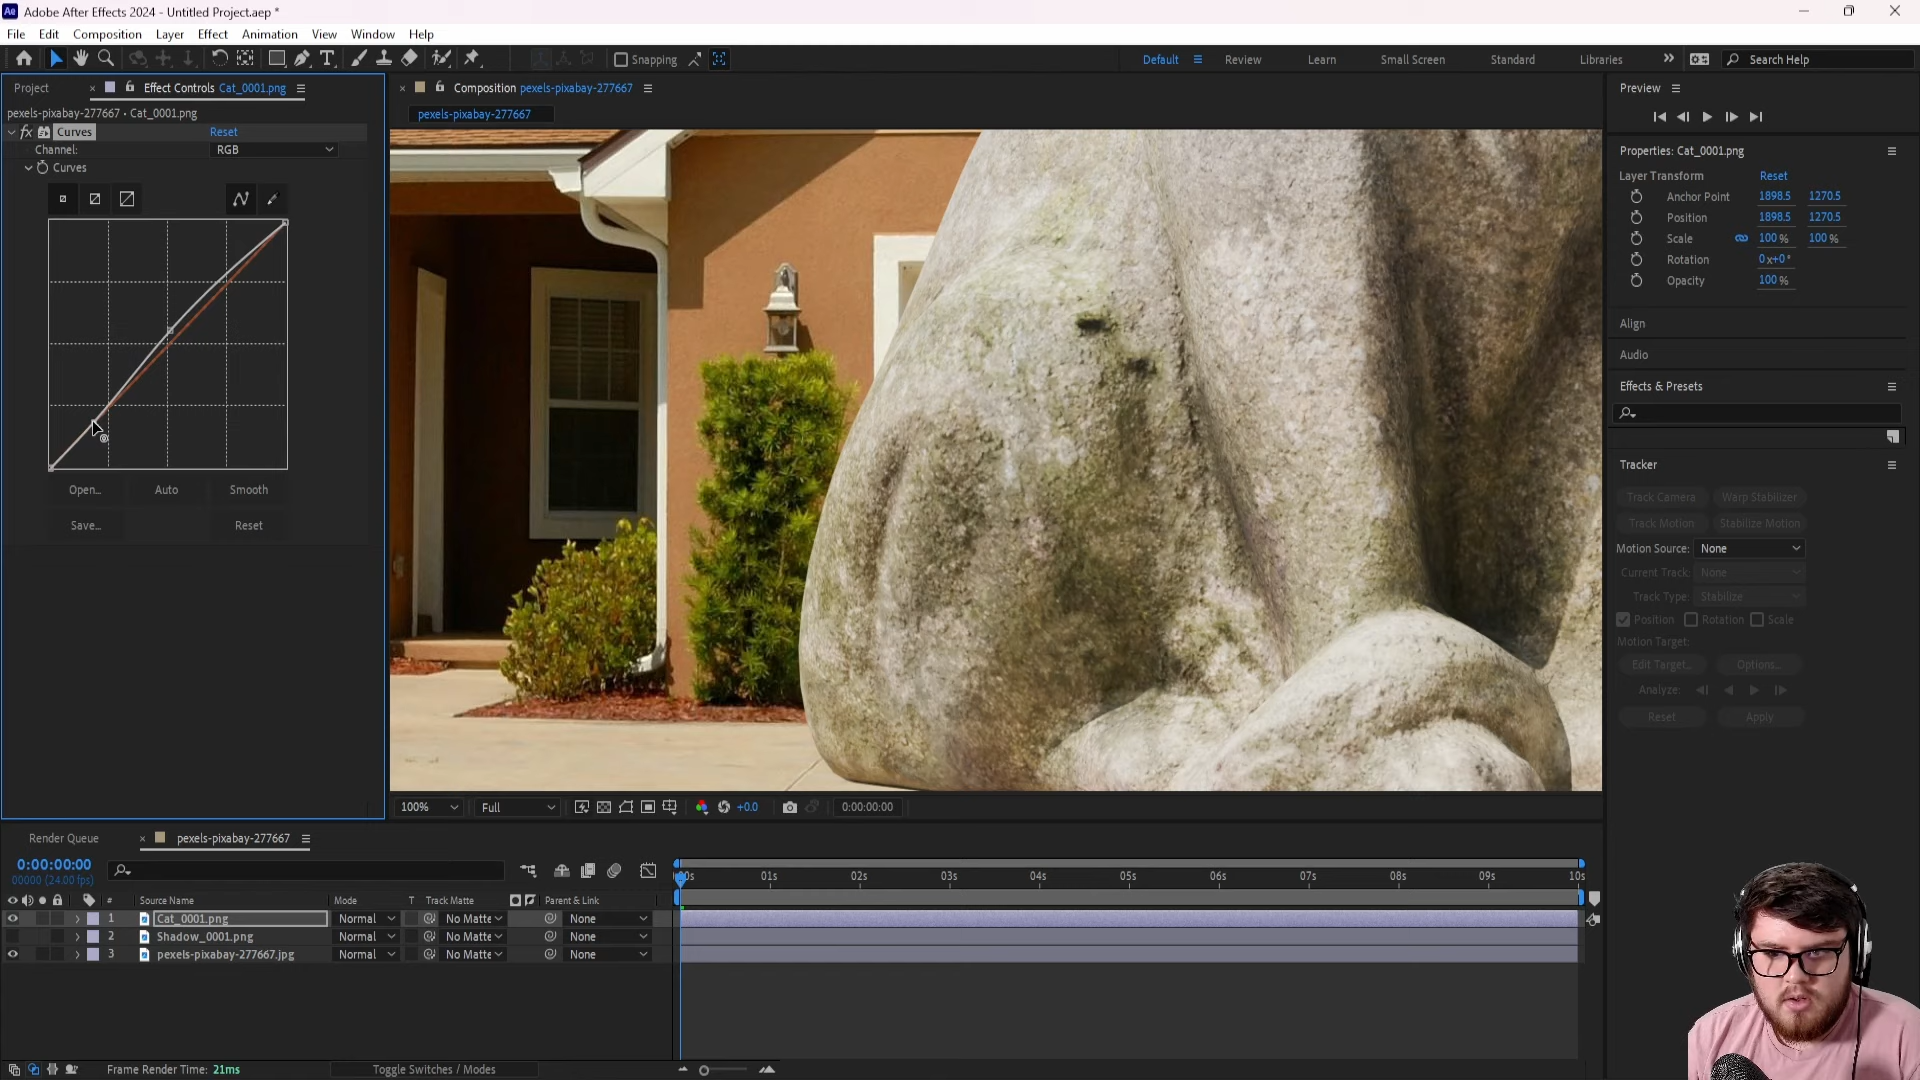 Adobe After Effects 2024 - Untitled Project.aep *
File Edit Composition Layer Effect Animation View Window Help
Snapping
Default Review Learn Small Screen Standard Libraries Search Help
Project Effect Controls Cat_0001.png
pexels-pixabay-277667 • Cat_0001.png
fx Curves Reset
Channel: RGB
Curves
Open... Auto Smooth
Save... Reset
Composition pexels-pixabay-277667
pexels-pixabay-277667
100% Full +0.0 0:00:00:00
Preview
Properties: Cat_0001.png
Layer Transform Reset
Anchor Point 1898.5 1270.5
Position 1898.5 1270.5
Scale 100 % 100 %
Rotation 0x+0°
Opacity 100 %
Align
Audio
Effects & Presets
Tracker
Track Camera Warp Stabilizer
Track Motion Stabilize Motion
Motion Source: None
Current Track: None
Track Type: Stabilize
Position Rotation Scale
Motion Target:
Edit Target... Options...
Analyze:
Reset Apply
Render Queue pexels-pixabay-277667
0:00:00:00
00000 (24.00 fps)
00s 01s 02s 03s 04s 05s 06s 07s 08s 09s 10s
# Source Name Mode T Track Matte Parent & Link
1 Cat_0001.png Normal No Matte None
2 Shadow_0001.png Normal No Matte None
3 pexels-pixabay-277667.jpg Normal No Matte None
Frame Render Time: 21ms Toggle Switches / Modes